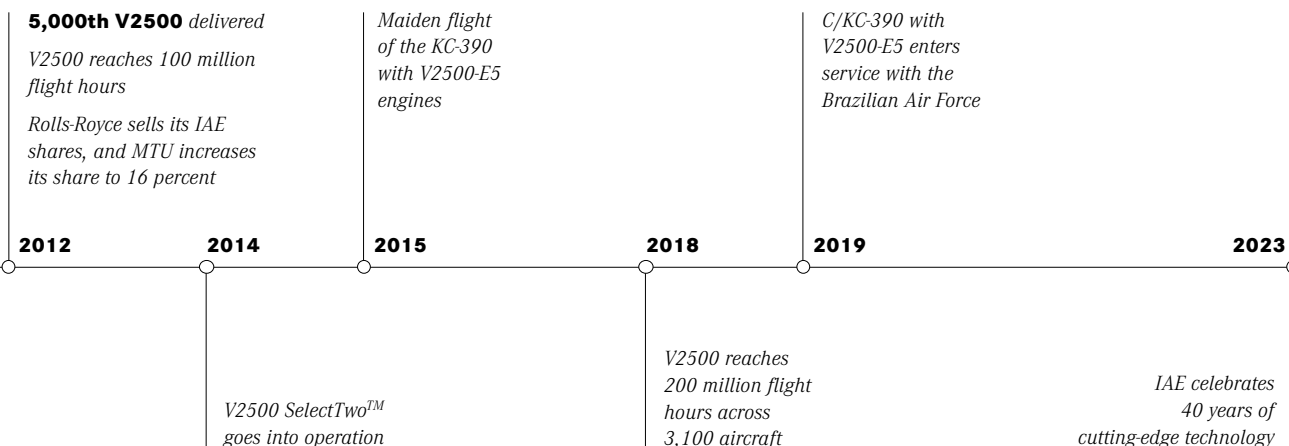 5,000th V2500 delivered
V2500 reaches 100 million
flight hours
Rolls-Royce sells its IAE
shares, and MTU increases
its share to 16 percent
Maiden flight
of the KC-390
with V2500-E5
engines
C/KC-390 with
V2500-E5 enters
service with the
Brazilian Air Force
2012
2014
2015
2018
2019
2023
V2500 SelectTwo™
goes into operation
V2500 reaches
200 million flight
hours across
3,100 aircraft
IAE celebrates
40 years of
cutting-edge technology